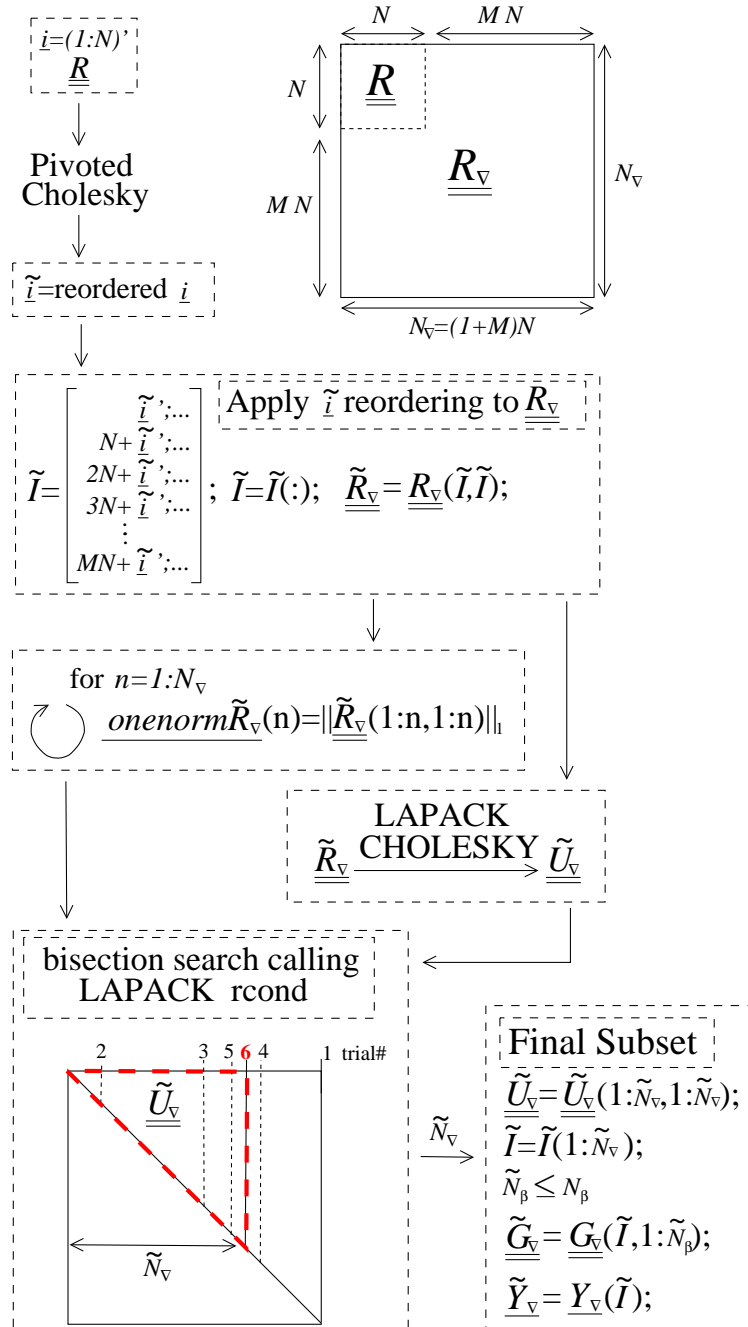 i=(1:N)’
R
Pivoted
Cholesky
ĩ=reordered i
N
M N
N
R
M N
R∇
N∇
N∇=(1+M)N
Apply ĩ reordering to R∇
Ĩ=
ĩ ’;...
N+ ĩ ’;...
2N+ ĩ ’;...
3N+ ĩ ’;...
⋮
MN+ ĩ ’;...
; Ĩ=Ĩ(:); R̃∇=R∇(Ĩ,Ĩ);
for n=1:N∇
onenormR̃∇(n)=||R̃∇(1:n,1:n)||₁
LAPACK
CHOLESKY
R̃∇ Ũ∇
bisection search calling
LAPACK rcond
2 3 5 6 4 1 trial#
Ũ∇
Ñ∇
Ñ∇
Final Subset
Ũ∇=Ũ∇(1:Ñ∇,1:Ñ∇);
Ĩ=Ĩ(1:Ñ∇);
Ñβ ≤ Nβ
G̃∇=G∇(Ĩ,1:Ñβ);
Ỹ∇=Y∇(Ĩ);